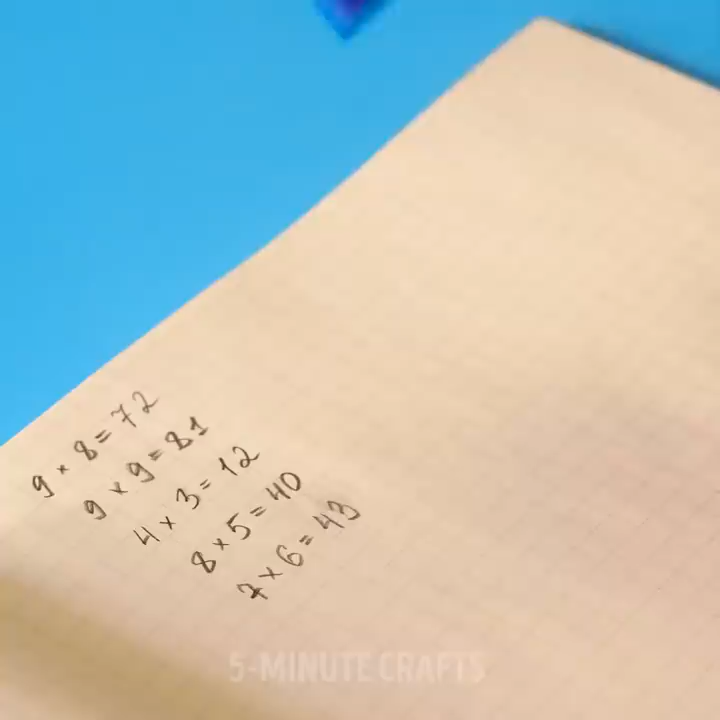 9 × 8 = 72
9 × 9 = 81
4 × 3 = 12
8 × 5 = 40
7 × 6 = 43
5-MINUTE CRAFTS